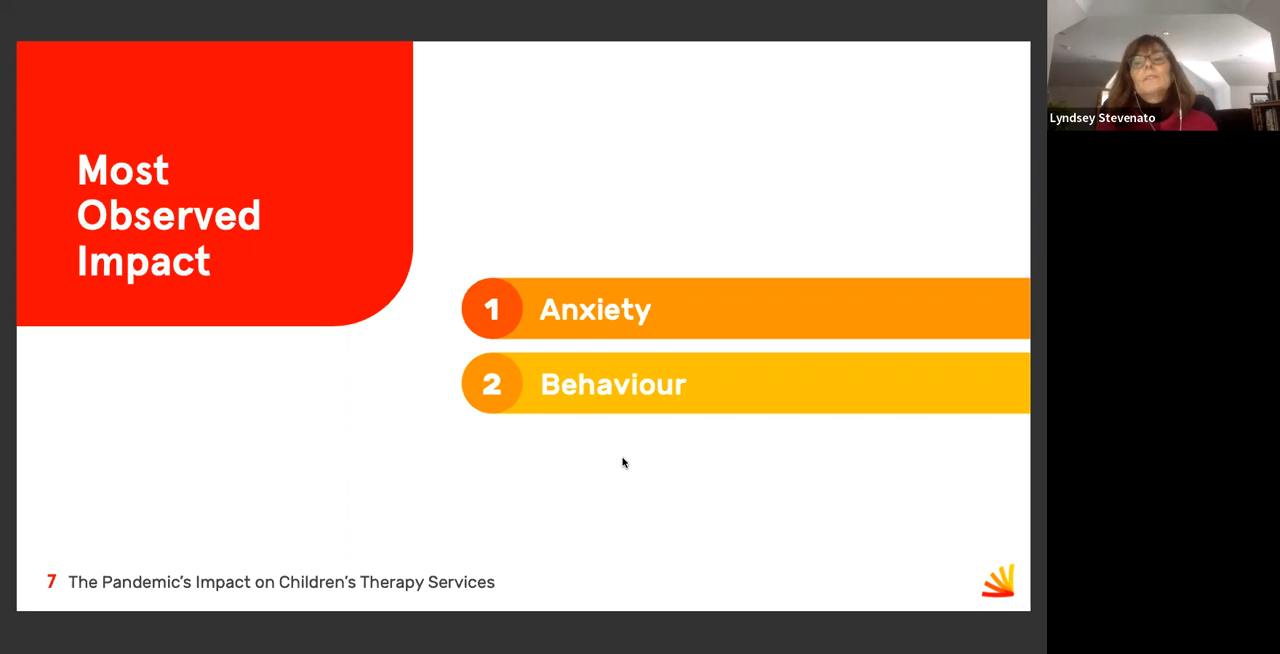 Most
Observed
Impact
1 Anxiety
2 Behaviour
7 The Pandemic's Impact on Children's Therapy Services
Lyndsey Stevenato